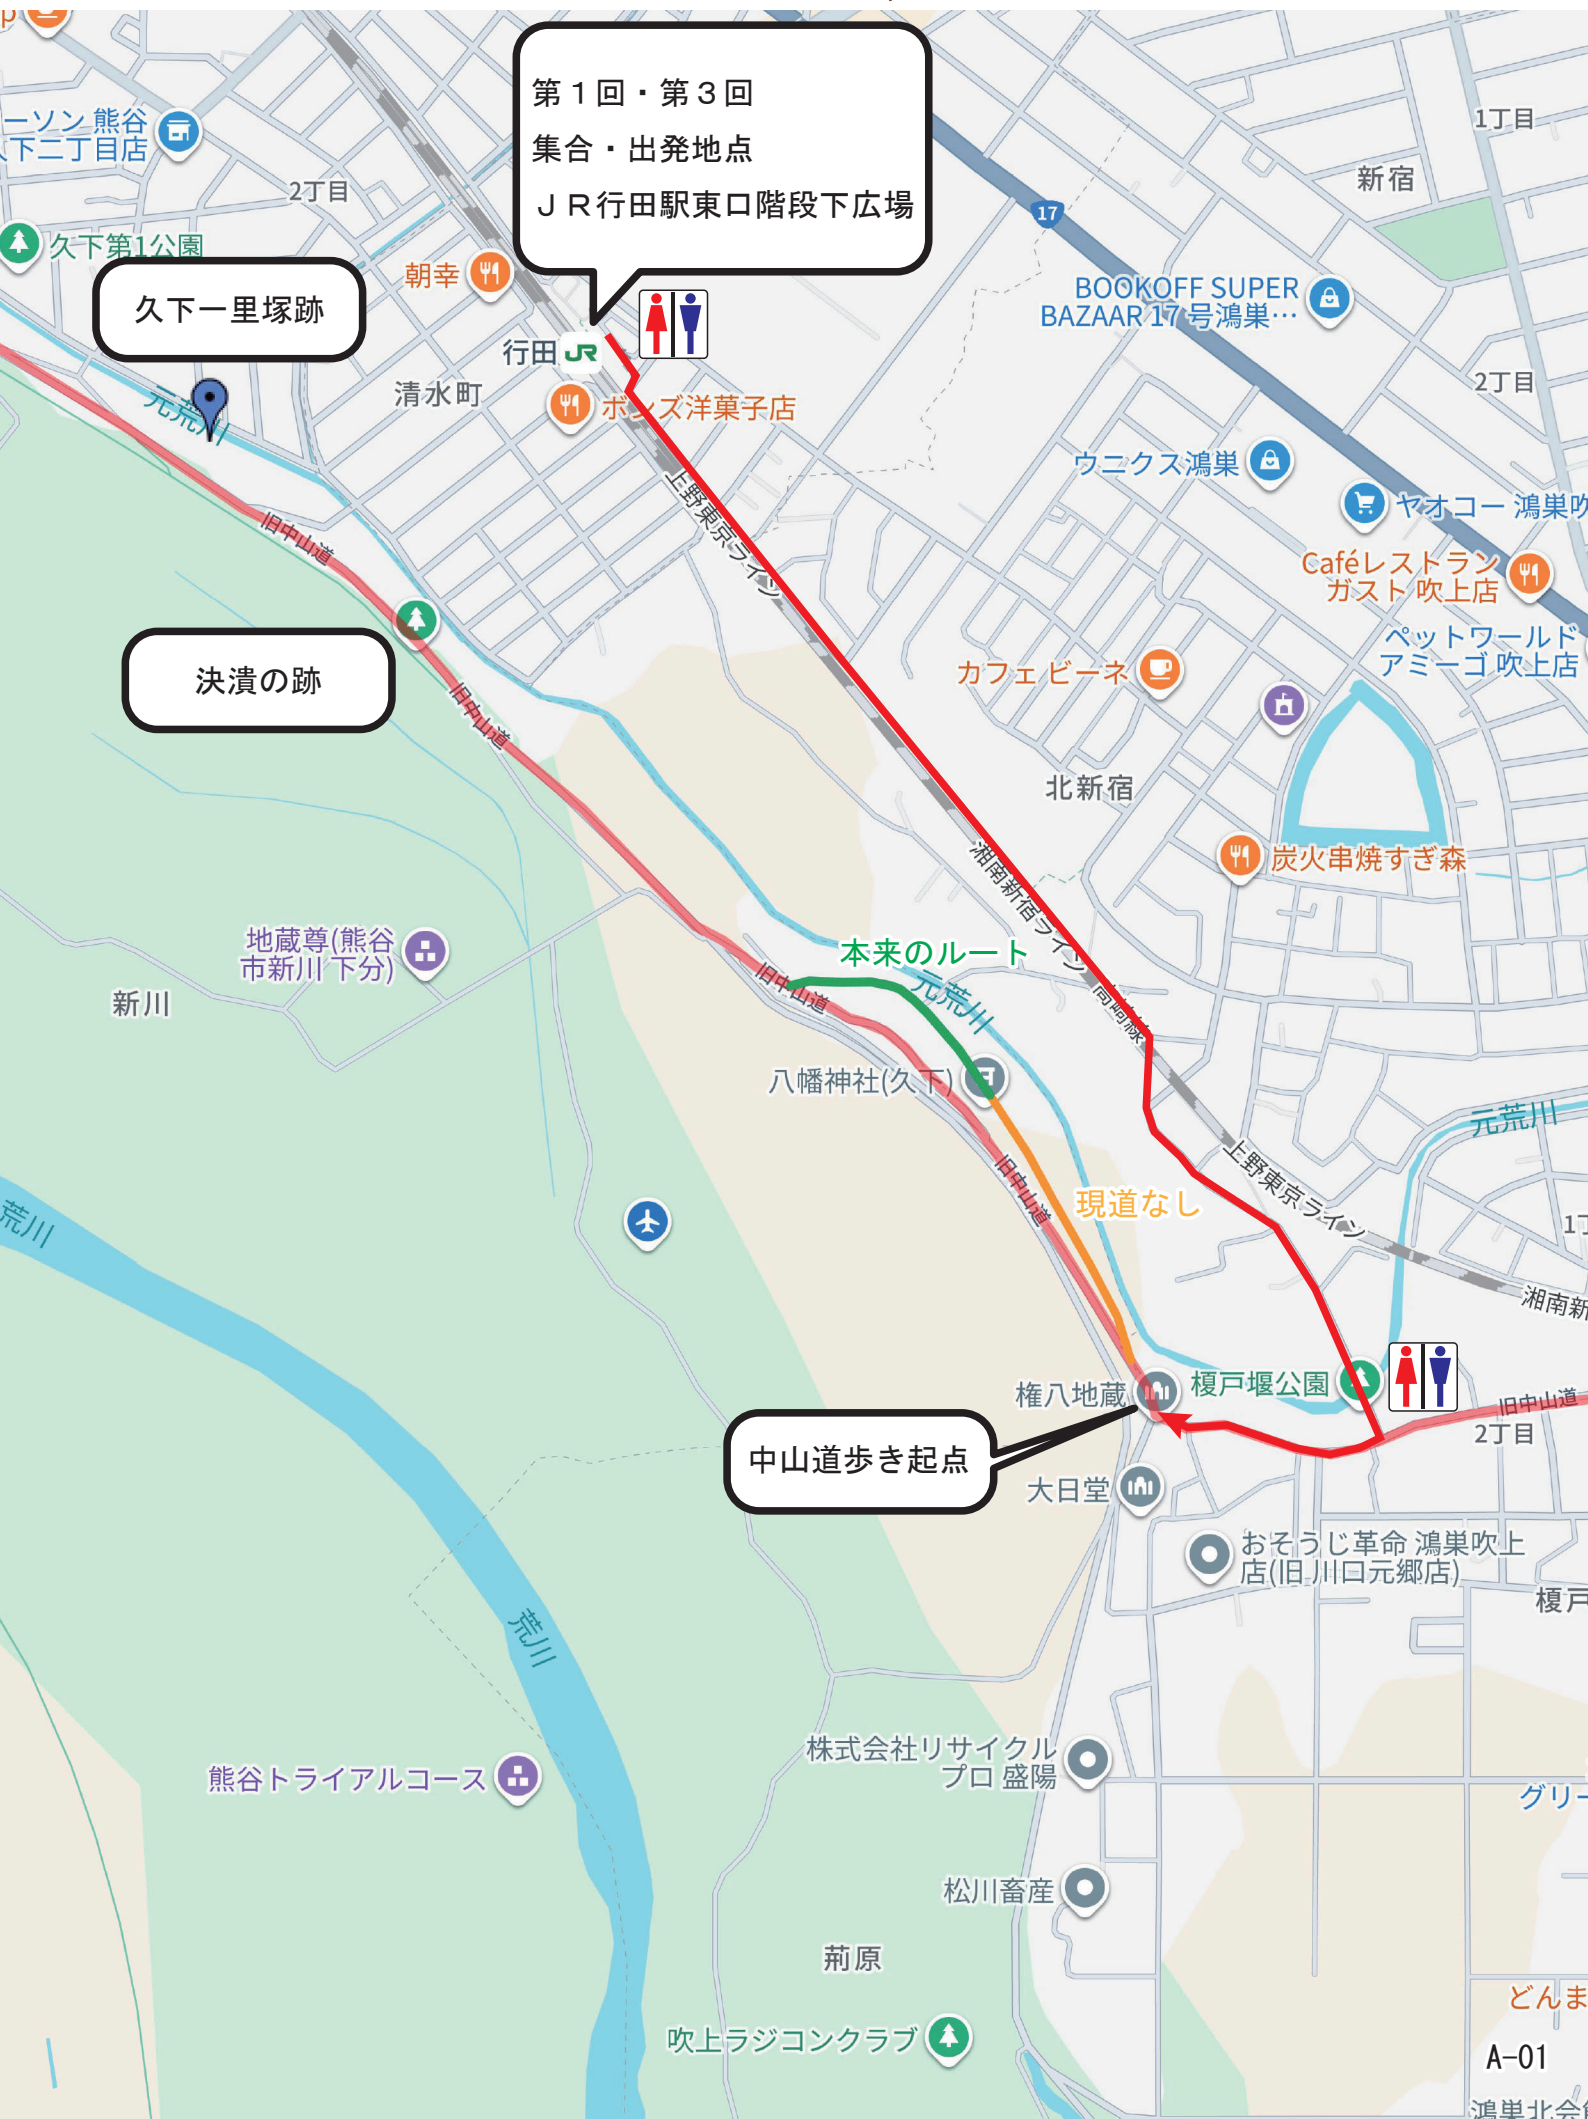 第１回・第３回
集合・出発地点
ＪＲ行田駅東口階段下広場
ーソン 熊谷
下二丁目店
2丁目
1丁目
新宿
17
久下第1公園
朝幸
久下一里塚跡
BOOKOFF SUPER
BAZAAR 17 号鴻巣…
行田 JR
清水町
ボンズ洋菓子店
2丁目
元荒川
ウニクス鴻巣
ヤオコー 鴻巣吹
旧中山道
上野東京ライン
Caféレストラン
ガスト 吹上店
ペットワールド
アミーゴ 吹上店
カフェ ビーネ
決潰の跡
旧中山道
北新宿
湘南新宿ライン
炭火串焼すぎ森
地蔵尊(熊谷
市新川 下分)
新川
本来のルート
旧中山道
元荒川
高崎線
八幡神社(久下)
元荒川
上野東京ライン
旧中山道
現道なし
荒川
湘南新
権八地蔵
榎戸堰公園
旧中山道
2丁目
中山道歩き起点
大日堂
おそうじ革命 鴻巣吹上
店(旧 川口元郷店)
榎戸
荒川
株式会社リサイクル
プロ 盛陽
熊谷トライアルコース
グリー
松川畜産
荊原
どんま
吹上ラジコンクラブ
A-01